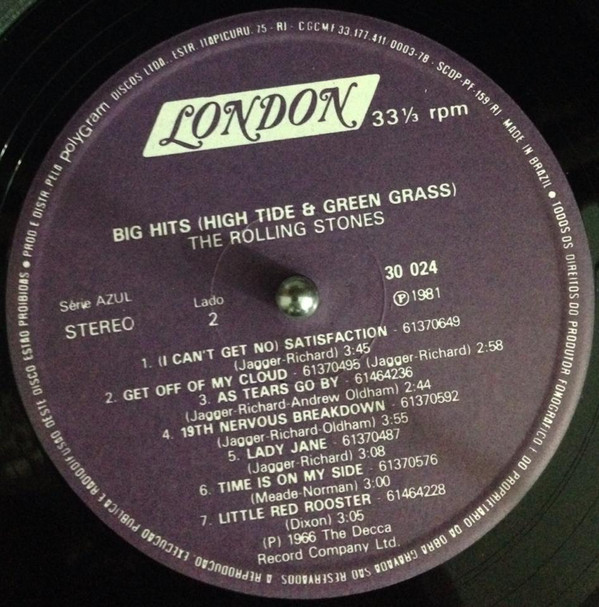 LONDON
33⅓ rpm
BIG HITS (HIGH TIDE & GREEN GRASS)
THE ROLLING STONES
30 024
Ⓟ1981
Série AZUL
STEREO
Lado
2
1. (I CAN'T GET NO) SATISFACTION - 61370649
(Jagger-Richard) 3:45
2. GET OFF OF MY CLOUD - 61370495 (Jagger-Richard) 2:58
3. AS TEARS GO BY - 61464236
(Jagger-Richard-Andrew Oldham) 2:44
4. 19TH NERVOUS BREAKDOWN - 61370592
(Jagger-Richard-Oldham) 3:55
5. LADY JANE - 61370487
(Jagger-Richard) 3:08
6. TIME IS ON MY SIDE - 61370576
(Meade-Norman) 3:00
7. LITTLE RED ROOSTER - 61464228
(Dixon) 3:05
(P) 1966 The Decca
Record Company Ltd.
● PROD. E DISTR. PELA polyGram DISCOS LTDA., ESTR. ITAPICURU, 75 - RJ - CGCMF 33.177.411 0003-78 - SCDP-PF-159/RJ MADE IN BRAZIL ● TODOS OS DIREITOS DO PRODUTOR FONOGRÁFICO E DO PROPRIETÁRIO DA OBRA GRAVADA SÃO RESERVADOS. A REPRODUÇÃO, EXECUÇÃO PÚBLICA E RADIODIFUSÃO DESTE DISCO ESTÃO PROIBIDAS